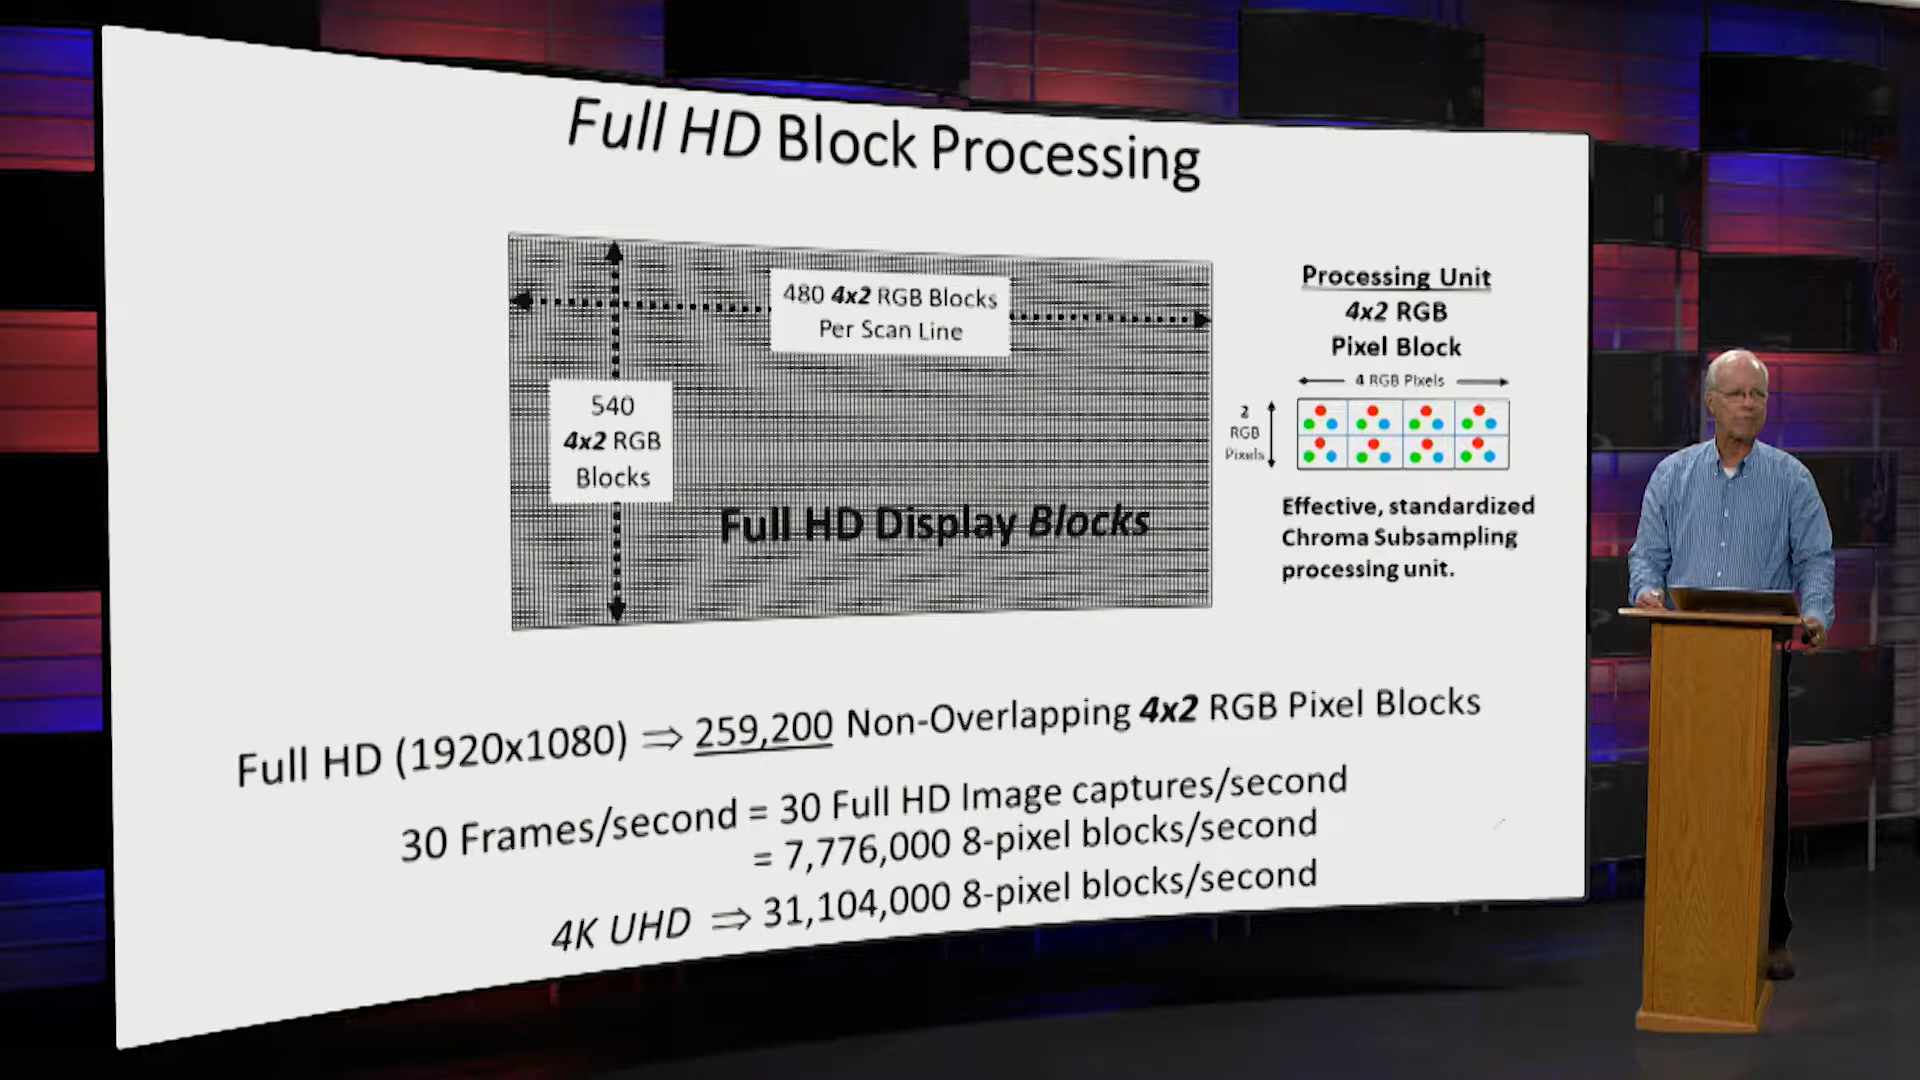 Full HD Block Processing
480 4x2 RGB Blocks
Per Scan Line
540
4x2 RGB
Blocks
Full HD Display Blocks
Processing Unit
4x2 RGB
Pixel Block
4 RGB Pixels
2
RGB
Pixels
Effective, standardized
Chroma Subsampling
processing unit.
Full HD (1920x1080) ⇒ 259,200 Non-Overlapping 4x2 RGB Pixel Blocks
30 Frames/second = 30 Full HD Image captures/second
= 7,776,000 8-pixel blocks/second
4K UHD ⇒ 31,104,000 8-pixel blocks/second